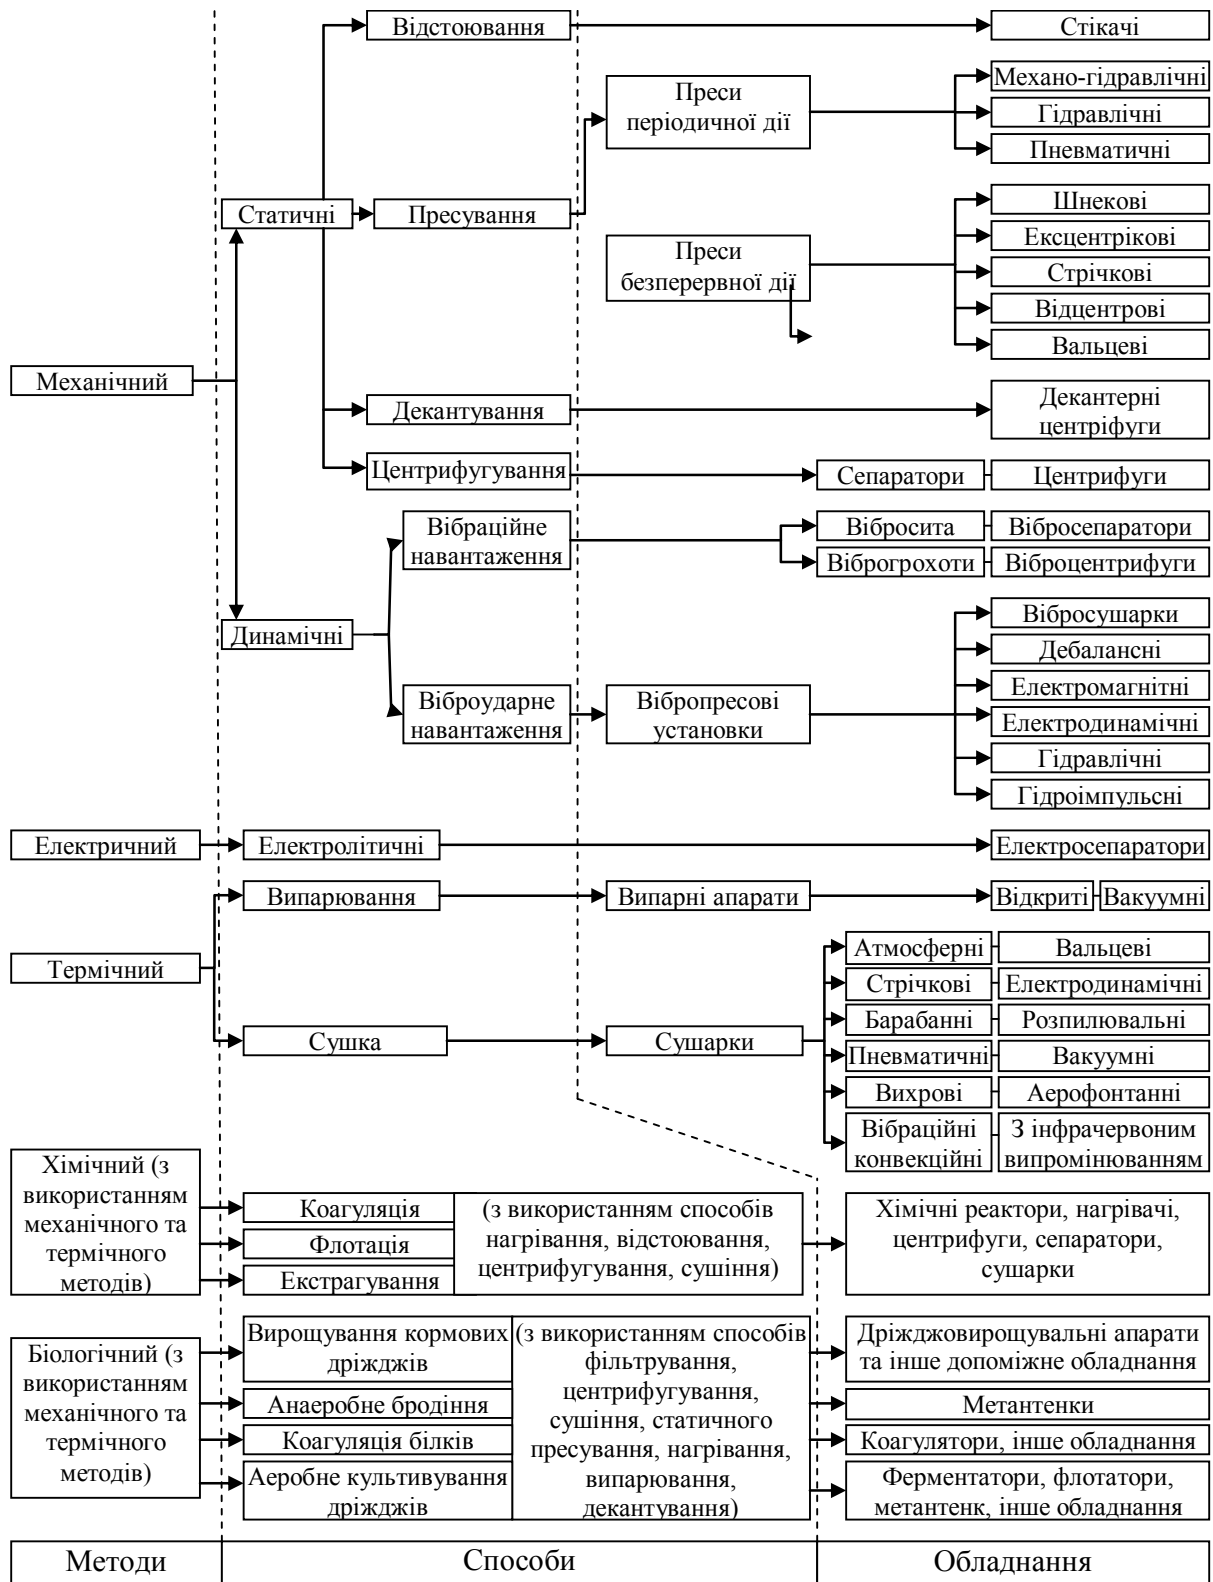 Відстоювання
Стікачі
Преси
періодичної дії
Механо-гідравлічні
Гідравлічні
Пневматичні
Статичні
Пресування
Преси
безперервної дії
Шнекові
Ексцентрікові
Стрічкові
Відцентрові
Вальцеві
Механічний
Декантування
Декантерні
центріфуги
Центрифугування
Сепаратори
Центрифуги
Вібраційне
навантаження
Вібросита
Вібросепаратори
Віброгрохоти
Віброцентрифуги
Динамічні
Віброударне
навантаження
Вібропресові
установки
Вібросушарки
Дебалансні
Електромагнітні
Електродинамічні
Гідравлічні
Гідроімпульсні
Електричний
Електролітичні
Електросепаратори
Випарювання
Випарні апарати
Відкриті
Вакуумні
Термічний
Сушка
Сушарки
Атмосферні
Вальцеві
Стрічкові
Електродинамічні
Барабанні
Розпилювальні
Пневматичні
Вакуумні
Вихрові
Аерофонтанні
Вібраційні
конвекційні
З інфрачервоним
випромінюванням
Хімічний (з
використанням
механічного та
термічного
методів)
Коагуляція
Флотація
Екстрагування
(з використанням способів
нагрівання, відстоювання,
центрифугування, сушіння)
Хімічні реактори, нагрівачі,
центрифуги, сепаратори,
сушарки
Біологічний (з
використанням
механічного та
термічного
методів)
Вирощування кормових
дріжджів
Анаеробне бродіння
Коагуляція білків
Аеробне культивування
дріжджів
(з використанням способів
фільтрування,
центрифугування,
сушіння, статичного
пресування, нагрівання,
випарювання,
декантування)
Дріжджовирощувальні апарати
та інше допоміжне обладнання
Метантенки
Коагулятори, інше обладнання
Ферментатори, флотатори,
метантенк, інше обладнання
Методи
Способи
Обладнання